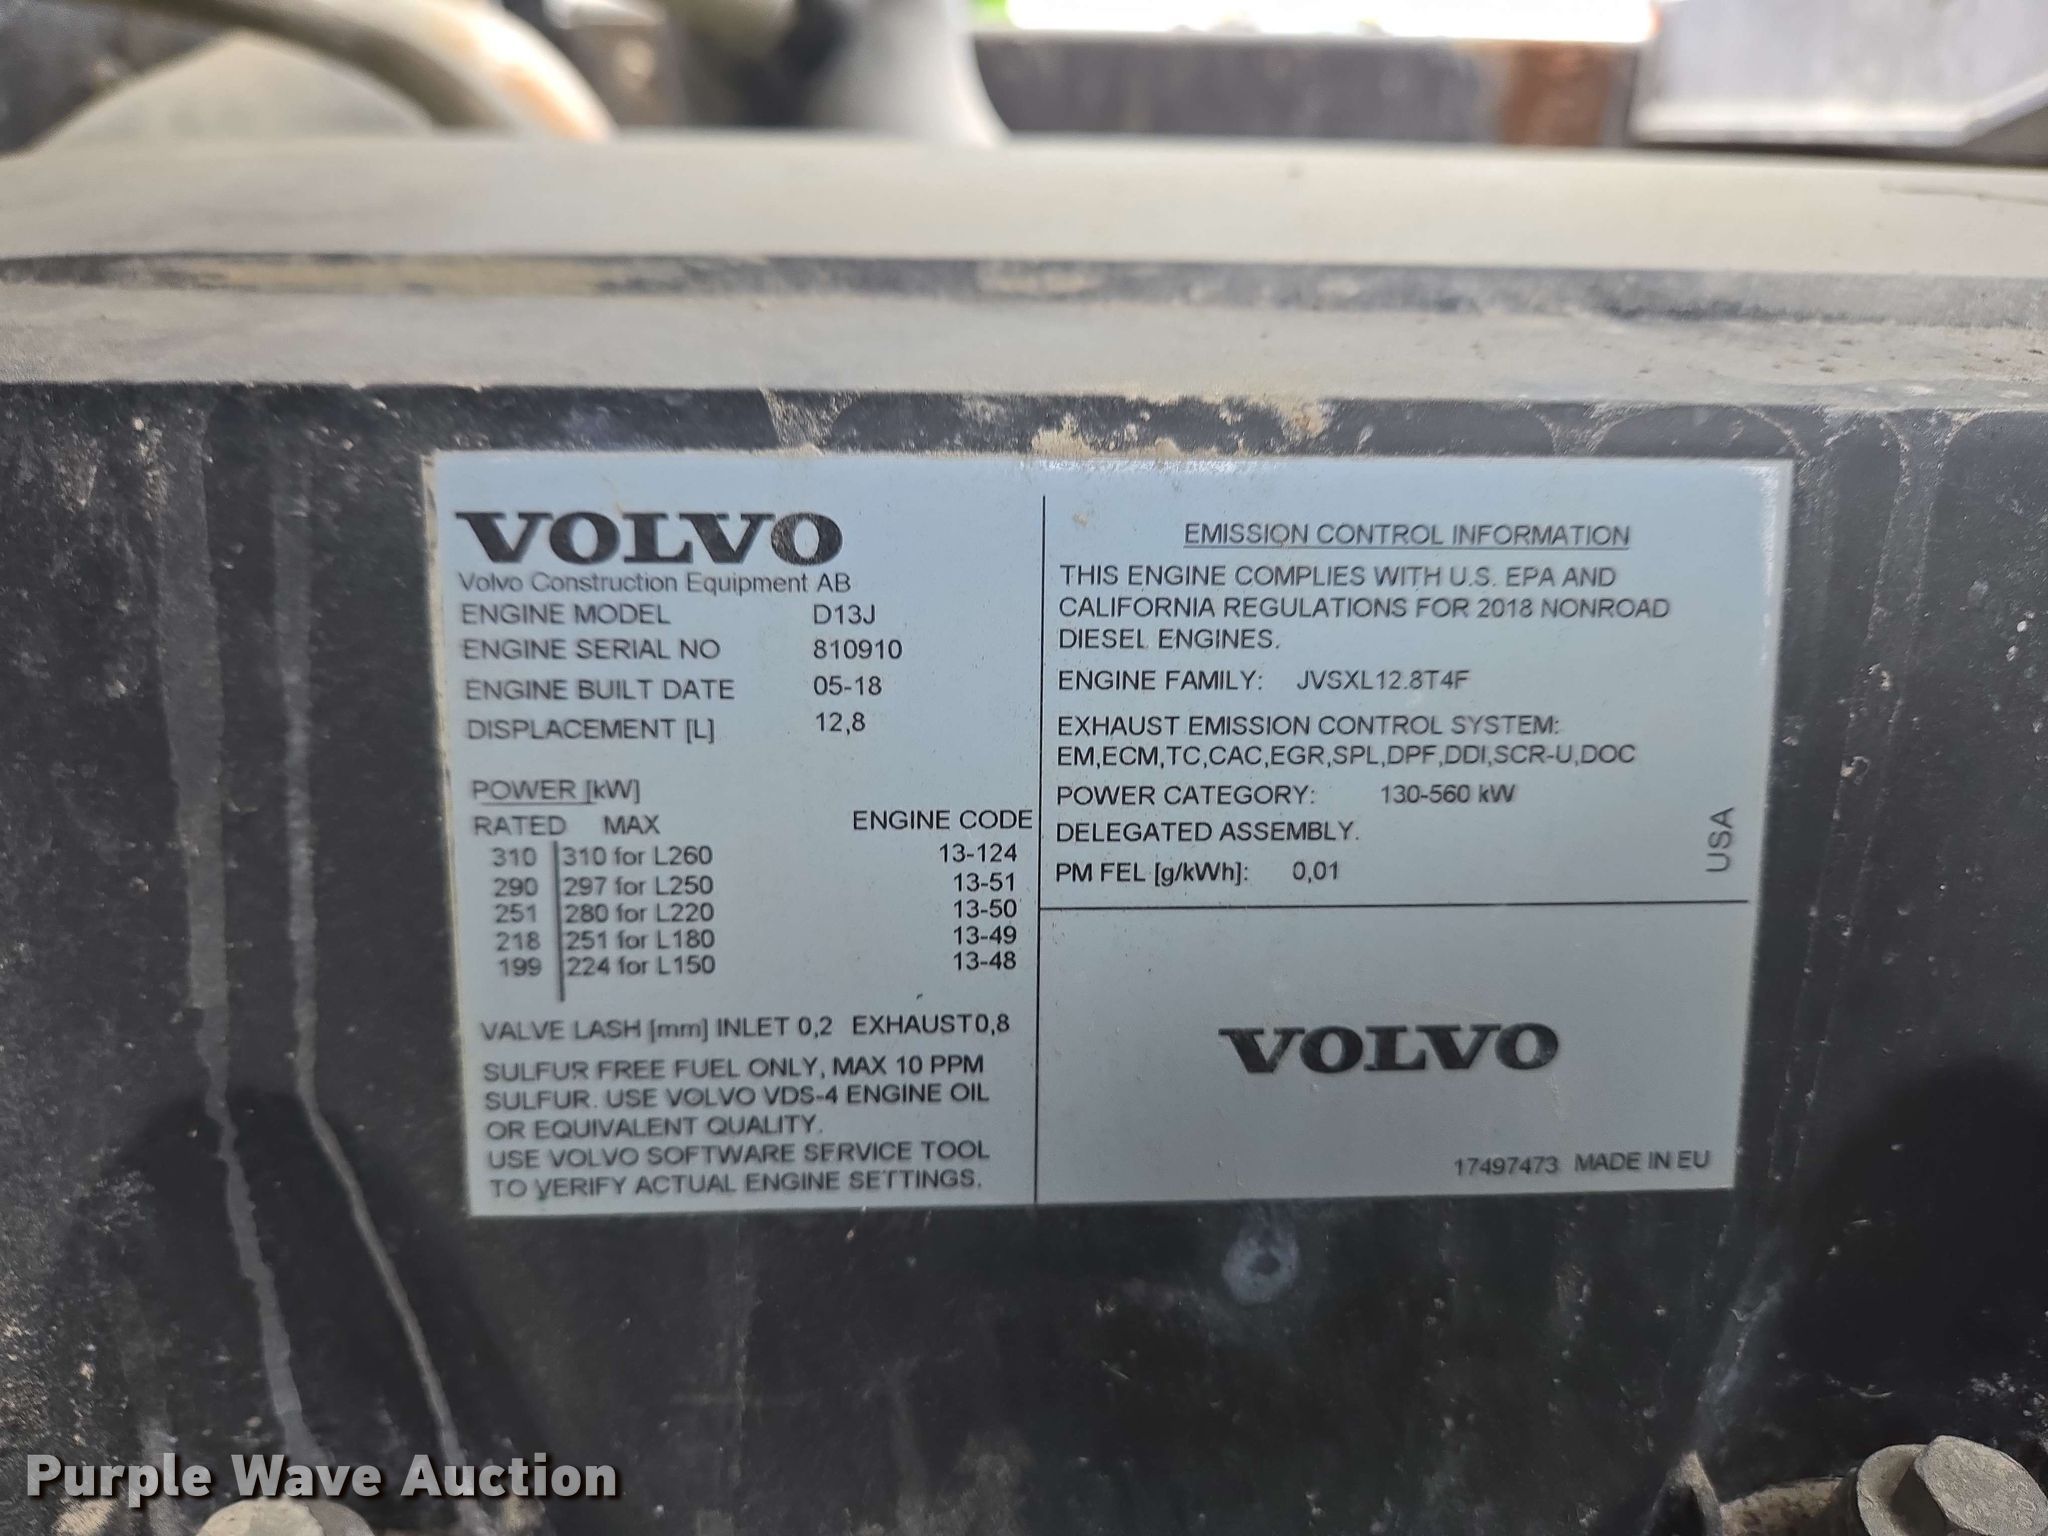 VOLVO
Volvo Construction Equipment AB
ENGINE MODEL D13J
ENGINE SERIAL NO 810910
ENGINE BUILT DATE 05-18
DISPLACEMENT [L] 12,8
POWER [kW]
RATED MAX ENGINE CODE
310 310 for L260 13-124
290 297 for L250 13-51
251 280 for L220 13-50
218 251 for L180 13-49
199 224 for L150 13-48
VALVE LASH [mm] INLET 0,2 EXHAUST 0,8
SULFUR FREE FUEL ONLY, MAX 10 PPM
SULFUR. USE VOLVO VDS-4 ENGINE OIL
OR EQUIVALENT QUALITY.
USE VOLVO SOFTWARE SERVICE TOOL
TO VERIFY ACTUAL ENGINE SETTINGS.
EMISSION CONTROL INFORMATION
THIS ENGINE COMPLIES WITH U.S. EPA AND
CALIFORNIA REGULATIONS FOR 2018 NONROAD
DIESEL ENGINES.
ENGINE FAMILY: JVSXL12.8T4F
EXHAUST EMISSION CONTROL SYSTEM:
EM,ECM,TC,CAC,EGR,SPL,DPF,DDI,SCR-U,DOC
POWER CATEGORY: 130-560 kW
DELEGATED ASSEMBLY.
PM FEL [g/kWh]: 0,01
USA
VOLVO
17497473 MADE IN EU
Purple Wave Auction